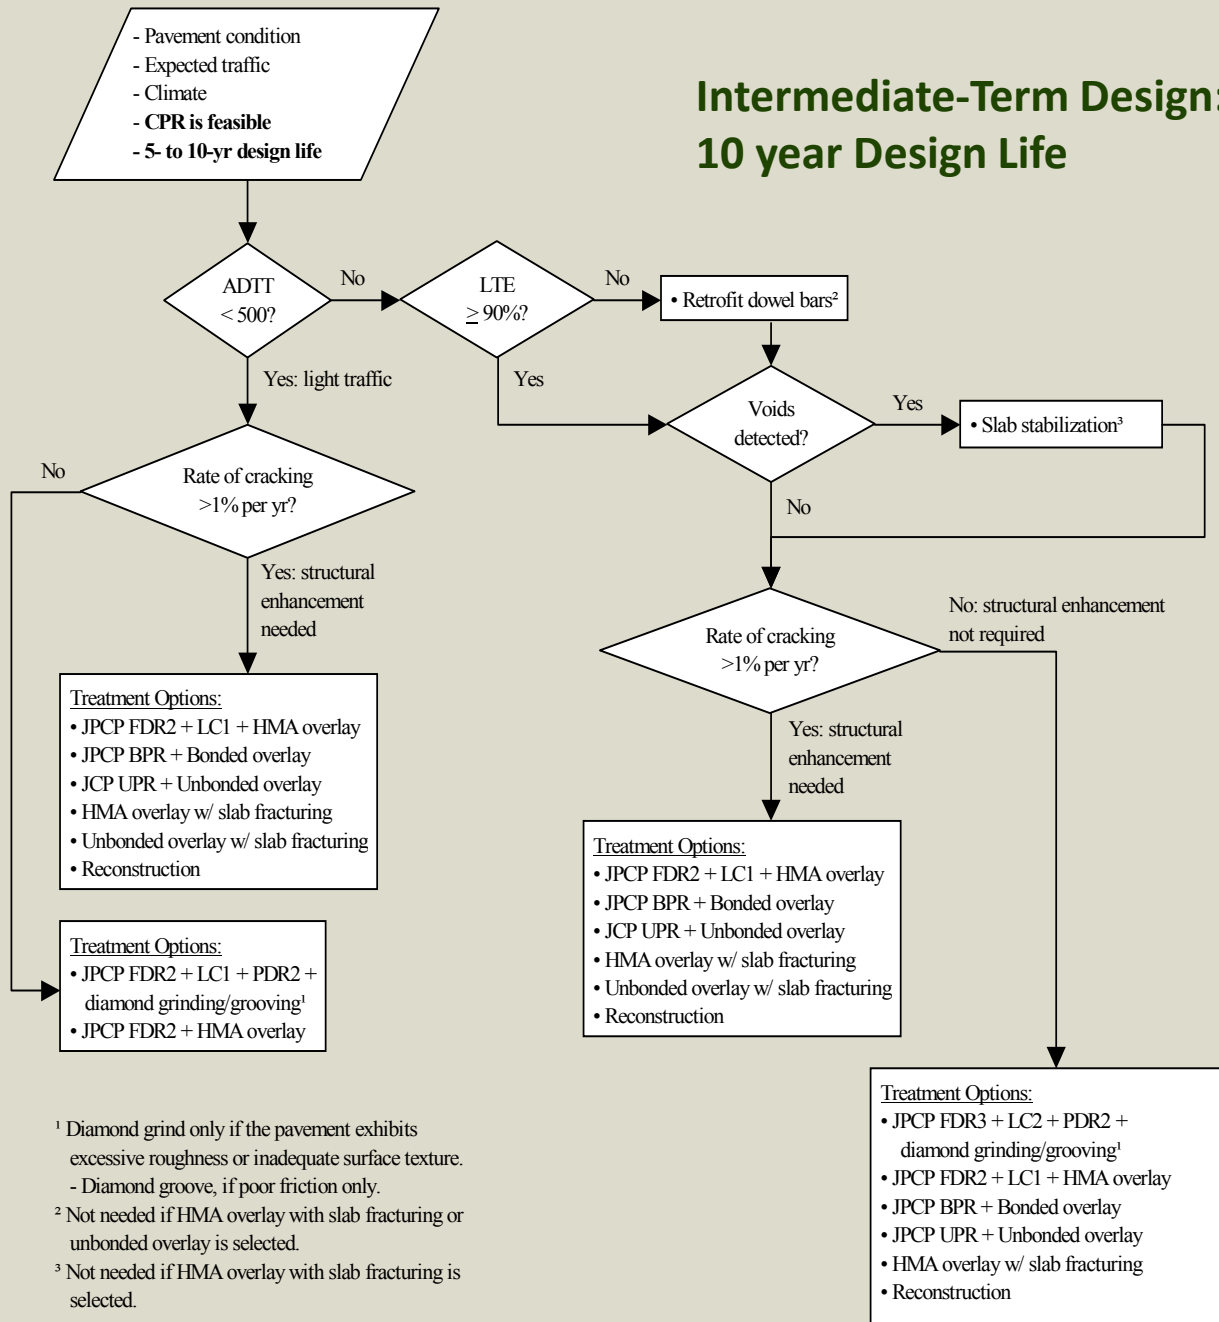 - Pavement condition
- Expected traffic
- Climate
- CPR is feasible
- 5- to 10-yr design life
Intermediate-Term Design:
10 year Design Life
ADTT
< 500?
No
LTE
≥ 90%?
No
• Retrofit dowel bars²
Yes: light traffic
Yes
Voids
detected?
Yes
• Slab stabilization³
No
Rate of cracking
>1% per yr?
No
Yes: structural
enhancement
needed
Rate of cracking
>1% per yr?
No: structural enhancement
not required
Yes: structural
enhancement
needed
Treatment Options:
• JPCP FDR2 + LC1 + HMA overlay
• JPCP BPR + Bonded overlay
• JCP UPR + Unbonded overlay
• HMA overlay w/ slab fracturing
• Unbonded overlay w/ slab fracturing
• Reconstruction
Treatment Options:
• JPCP FDR2 + LC1 + PDR2 +
diamond grinding/grooving¹
• JPCP FDR2 + HMA overlay
Treatment Options:
• JPCP FDR2 + LC1 + HMA overlay
• JPCP BPR + Bonded overlay
• JCP UPR + Unbonded overlay
• HMA overlay w/ slab fracturing
• Unbonded overlay w/ slab fracturing
• Reconstruction
Treatment Options:
• JPCP FDR3 + LC2 + PDR2 +
diamond grinding/grooving¹
• JPCP FDR2 + LC1 + HMA overlay
• JPCP BPR + Bonded overlay
• JPCP UPR + Unbonded overlay
• HMA overlay w/ slab fracturing
• Reconstruction
¹ Diamond grind only if the pavement exhibits
excessive roughness or inadequate surface texture.
- Diamond groove, if poor friction only.
² Not needed if HMA overlay with slab fracturing or
unbonded overlay is selected.
³ Not needed if HMA overlay with slab fracturing is
selected.